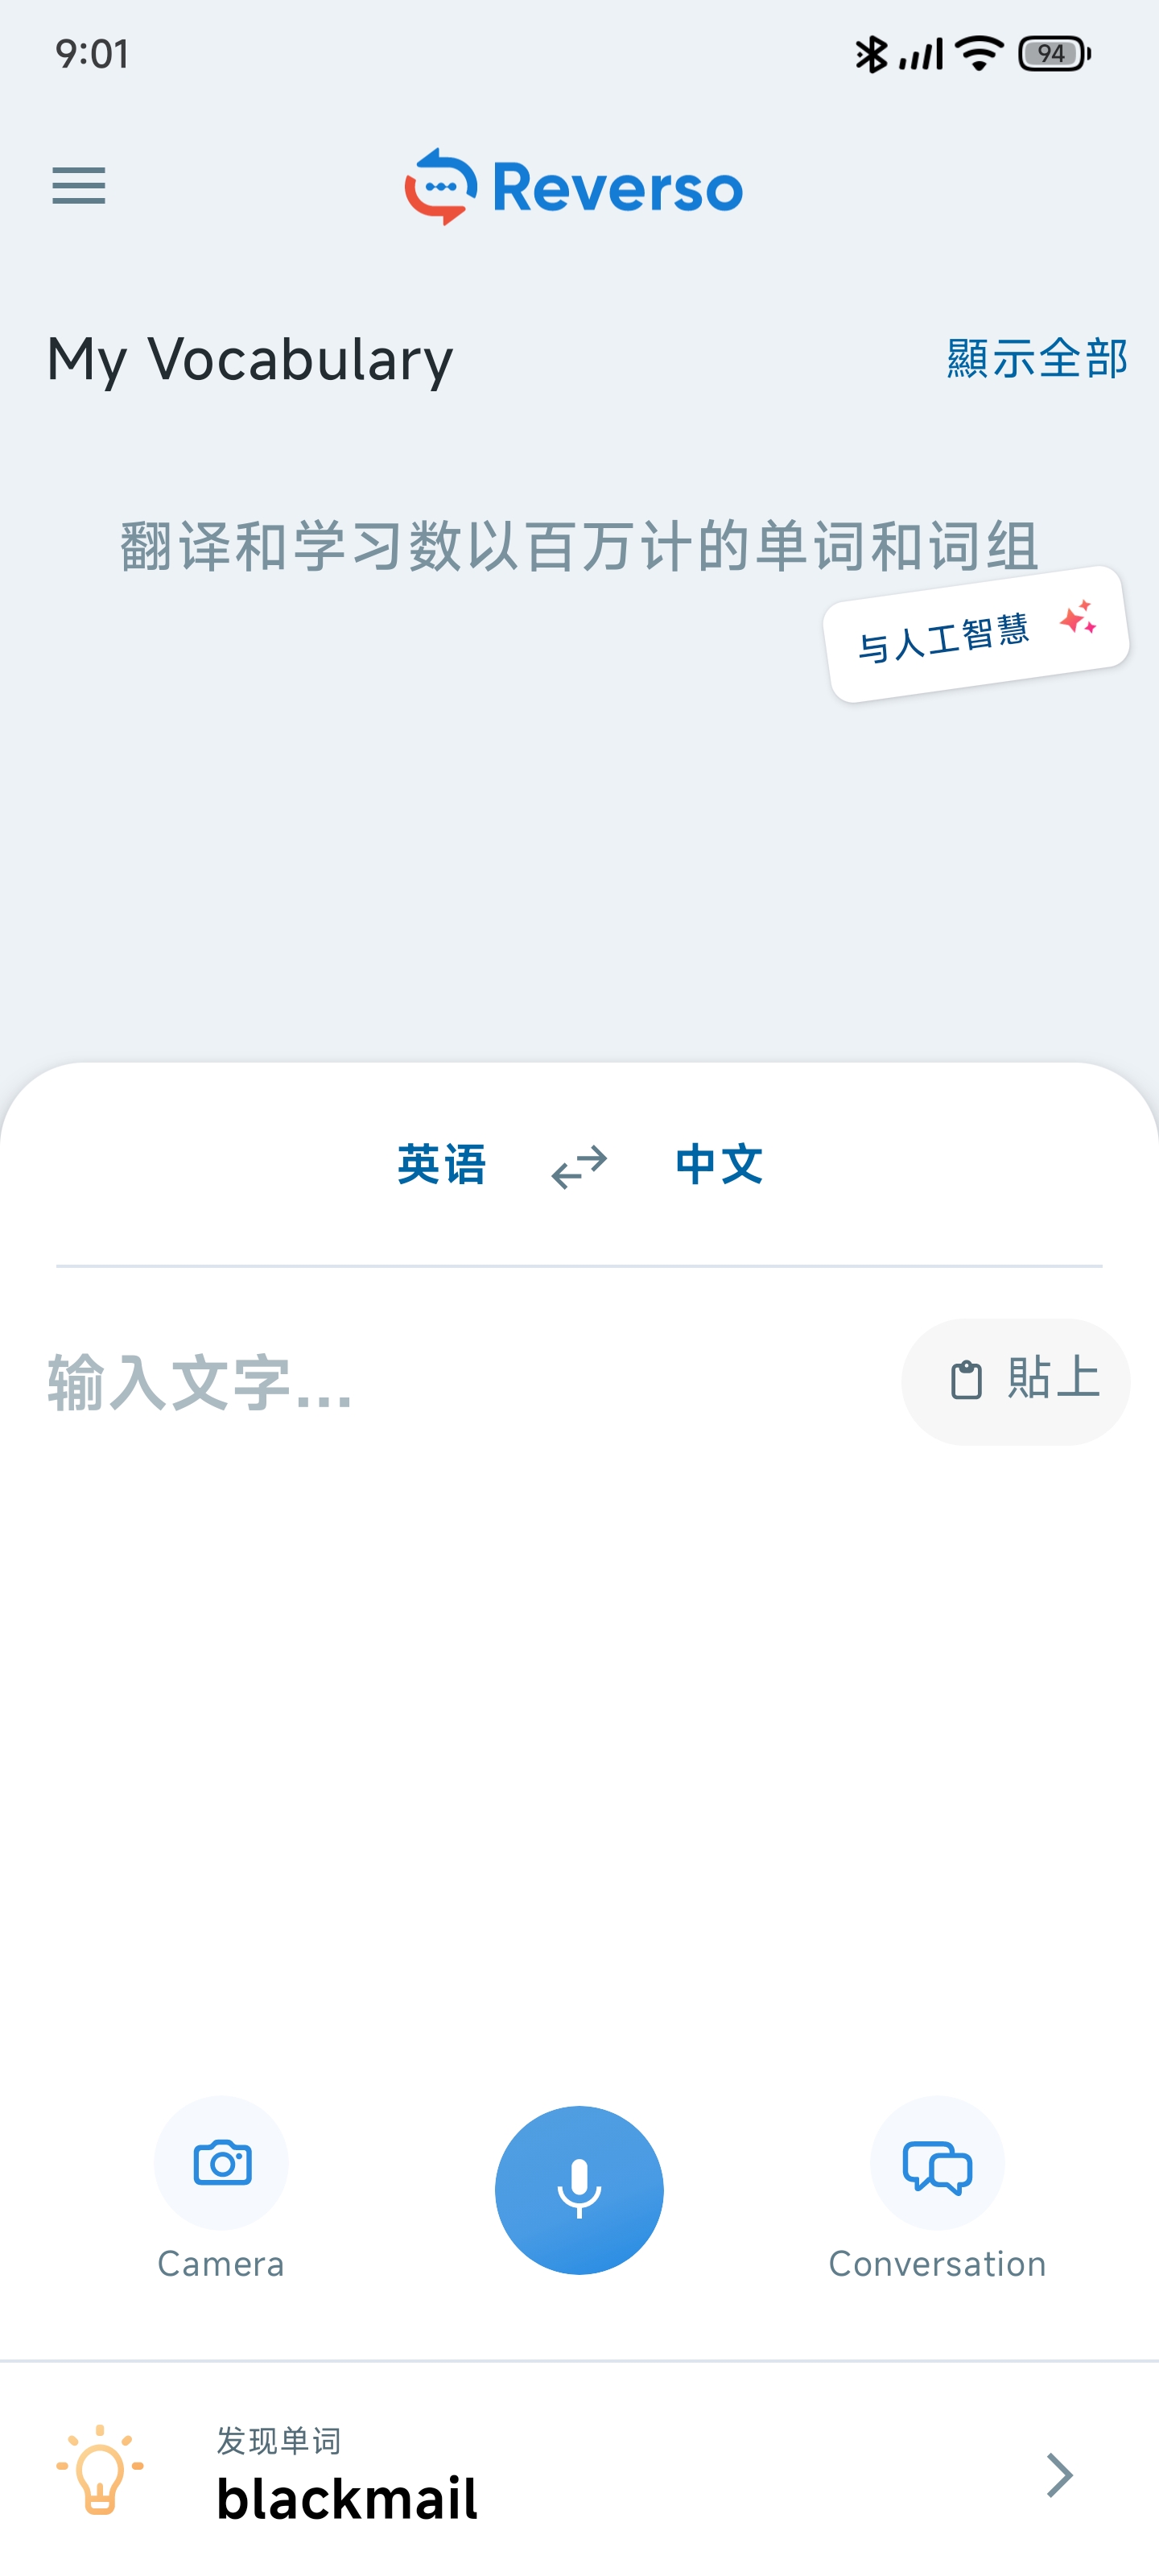 9:01
94
Reverso
My Vocabulary
顯示全部
翻译和学习数以百万计的单词和词组
与人工智慧
英语
中文
输入文字...
貼上
Camera
Conversation
发现单词
blackmail